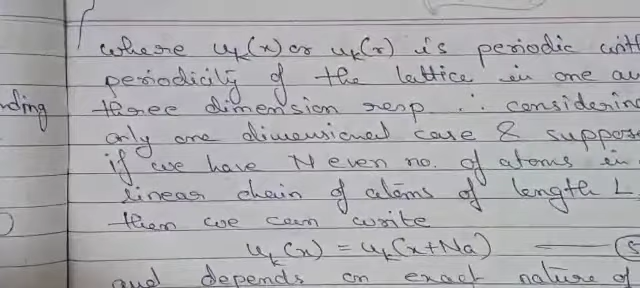 where uk(x) or uk(r) is periodic with
periodicity of the lattice in one
nding
three dimension resp ∴ considering
only one dimensional case & suppose
if we have N even no. of atoms in
linear chain of atoms of length L
then we can write
uk(x) = uk(x+Na)
and depends on exact nature of